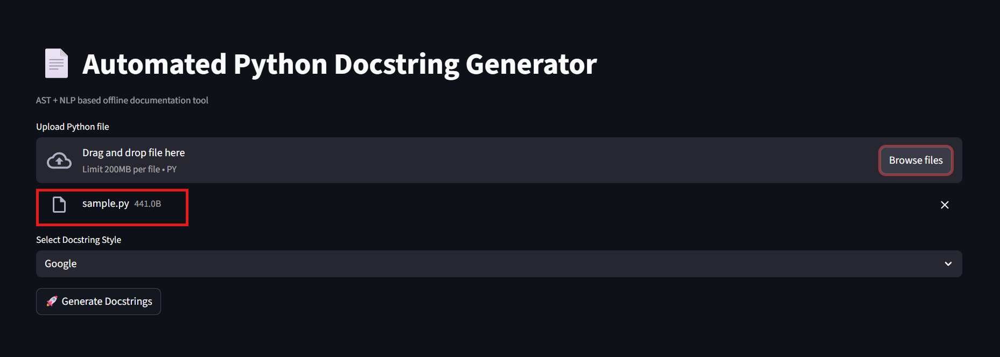 Automated Python Docstring Generator
AST + NLP based offline documentation tool
Upload Python file
Drag and drop file here
Limit 200MB per file • PY
Browse files
sample.py 441.0B
Select Docstring Style
Google
🚀 Generate Docstrings